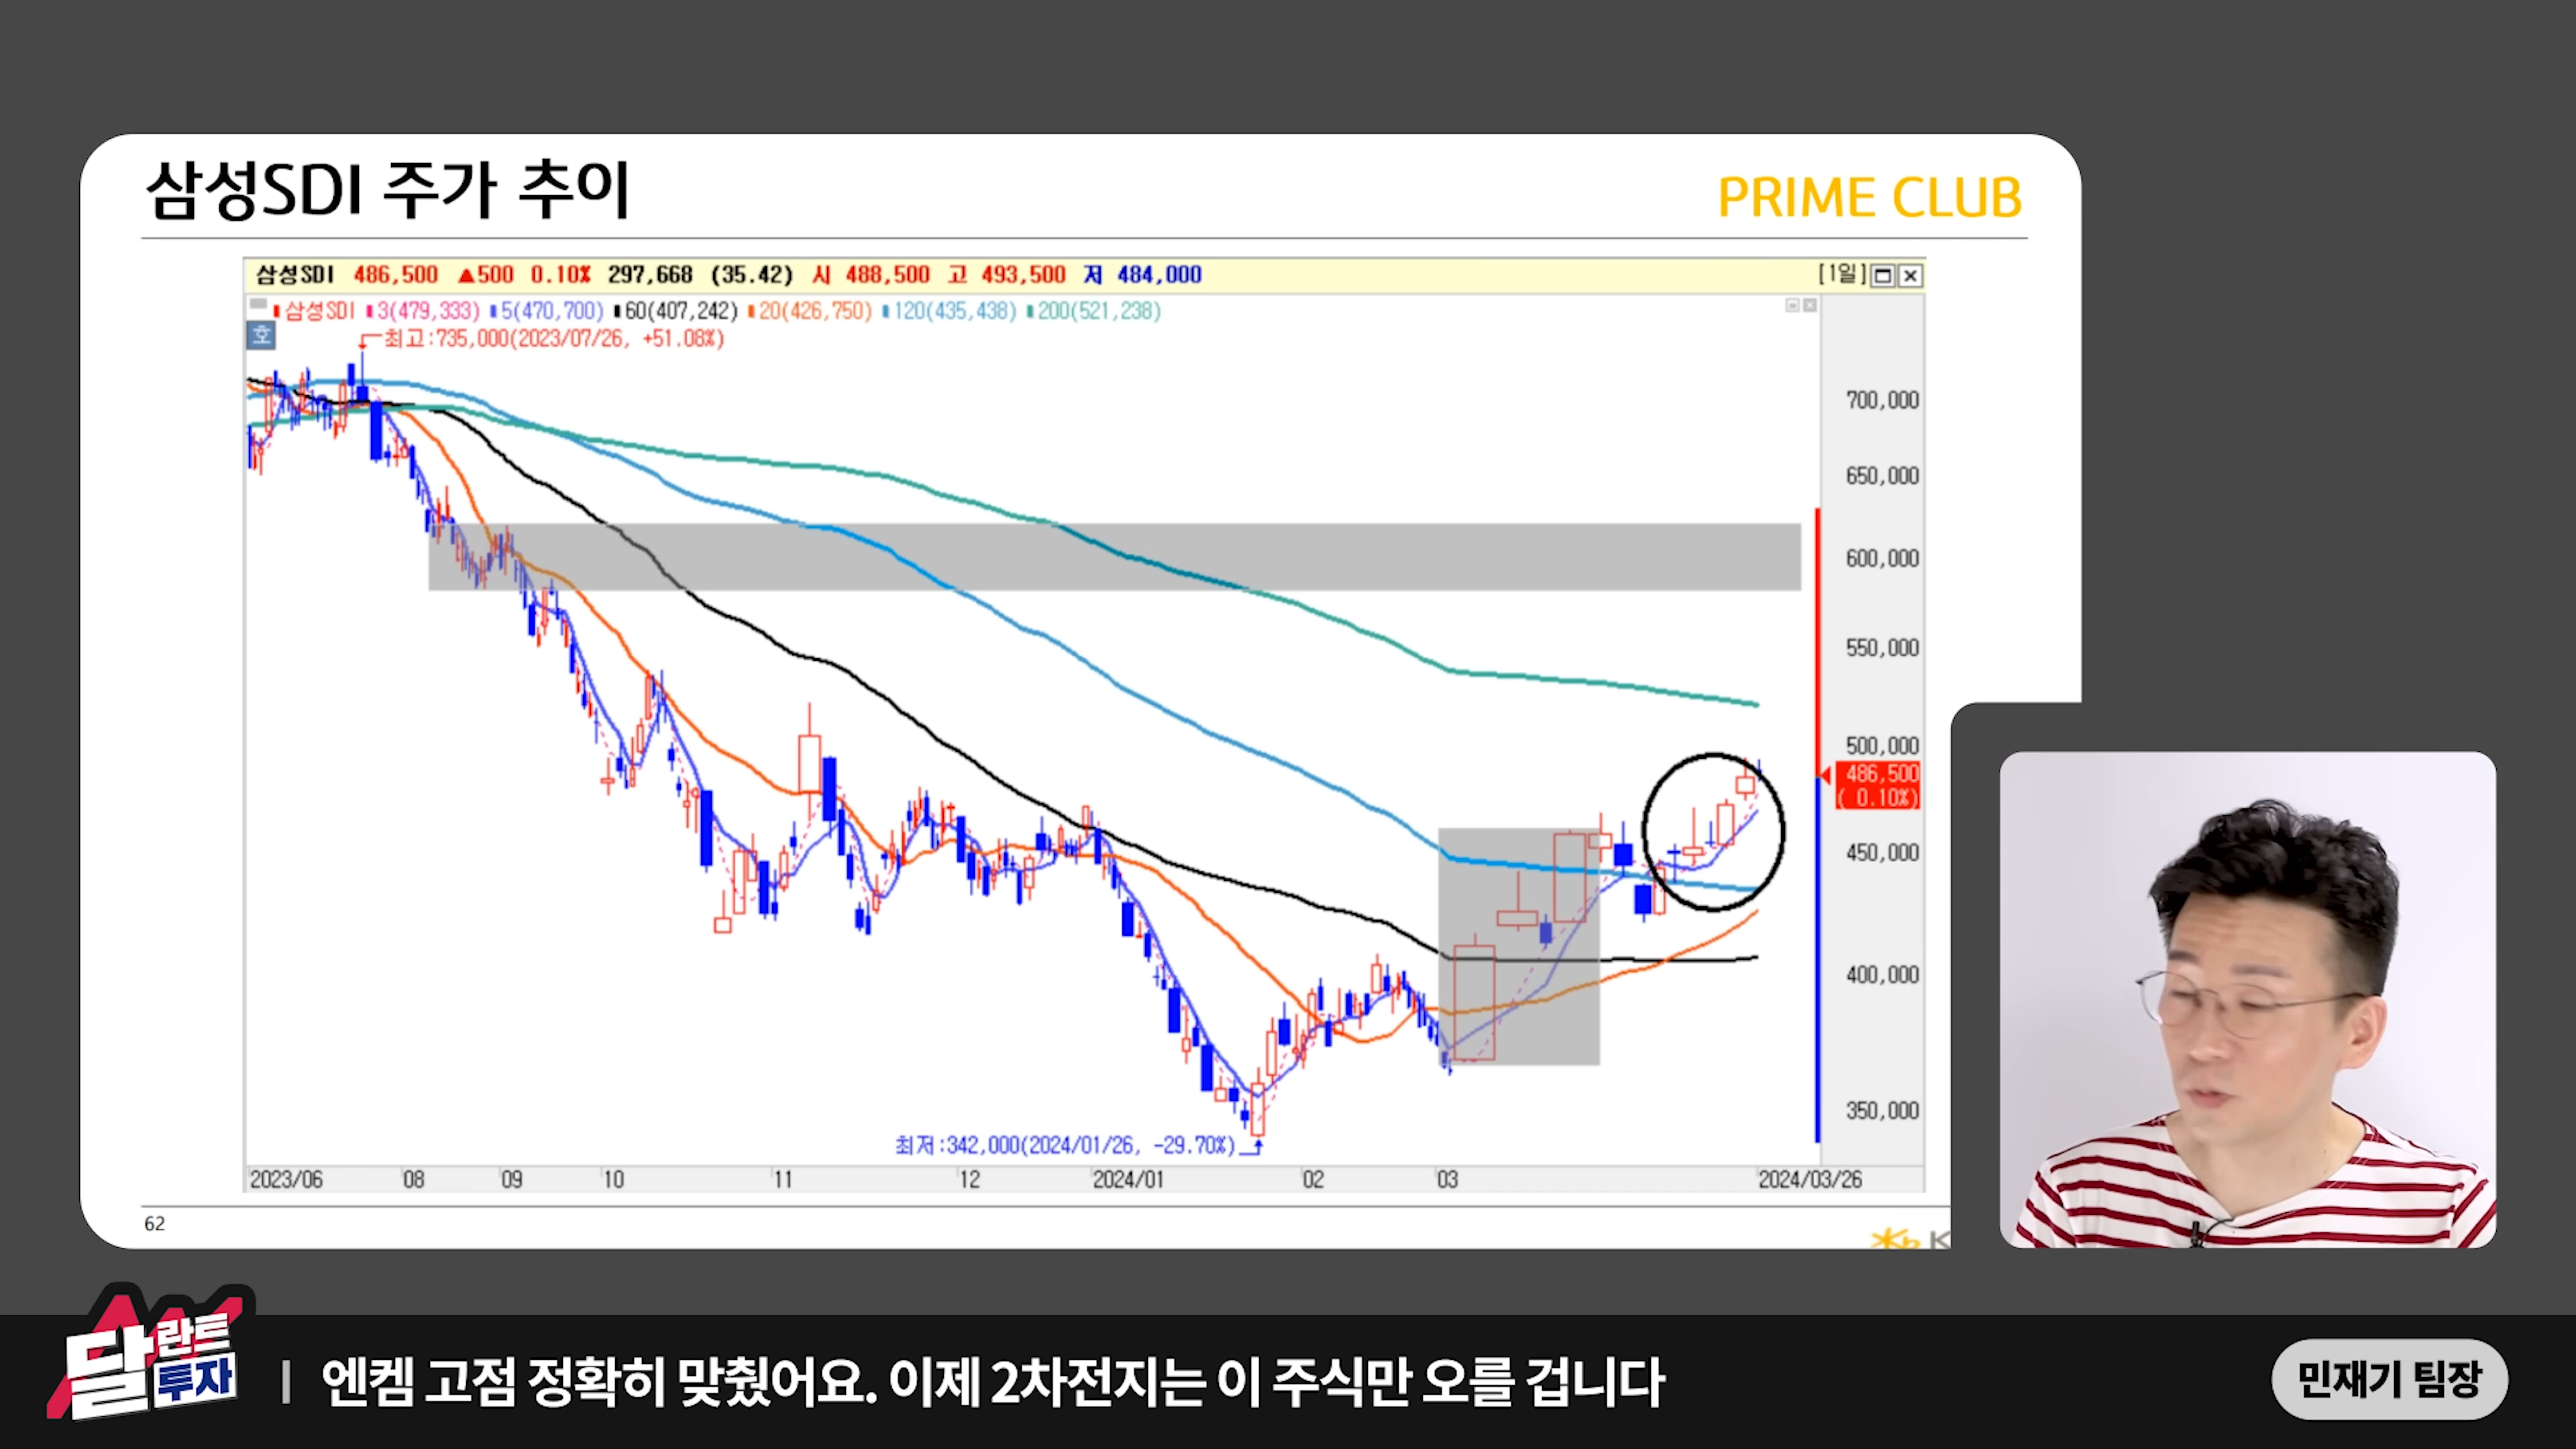 삼성SDI 주가 추이
PRIME CLUB
삼성SDI 486,500 ▲500 0.10% 297,668 (35.42) 시 488,500 고 493,500 저 484,000 [1일]
삼성SDI 3(479,333) 5(470,700) 60(407,242) 20(426,750) 120(435,438) 200(521,238)
호
최고:735,000(2023/07/26, +51.08%)
700,000
650,000
600,000
550,000
500,000
486,500
( 0.10%)
450,000
400,000
350,000
최저:342,000(2024/01/26, -29.70%)
2023/06 08 09 10 11 12 2024/01 02 03 2024/03/26
62
K
달란트
투자
엔켐 고점 정확히 맞췄어요. 이제 2차전지는 이 주식만 오를 겁니다
민재기 팀장